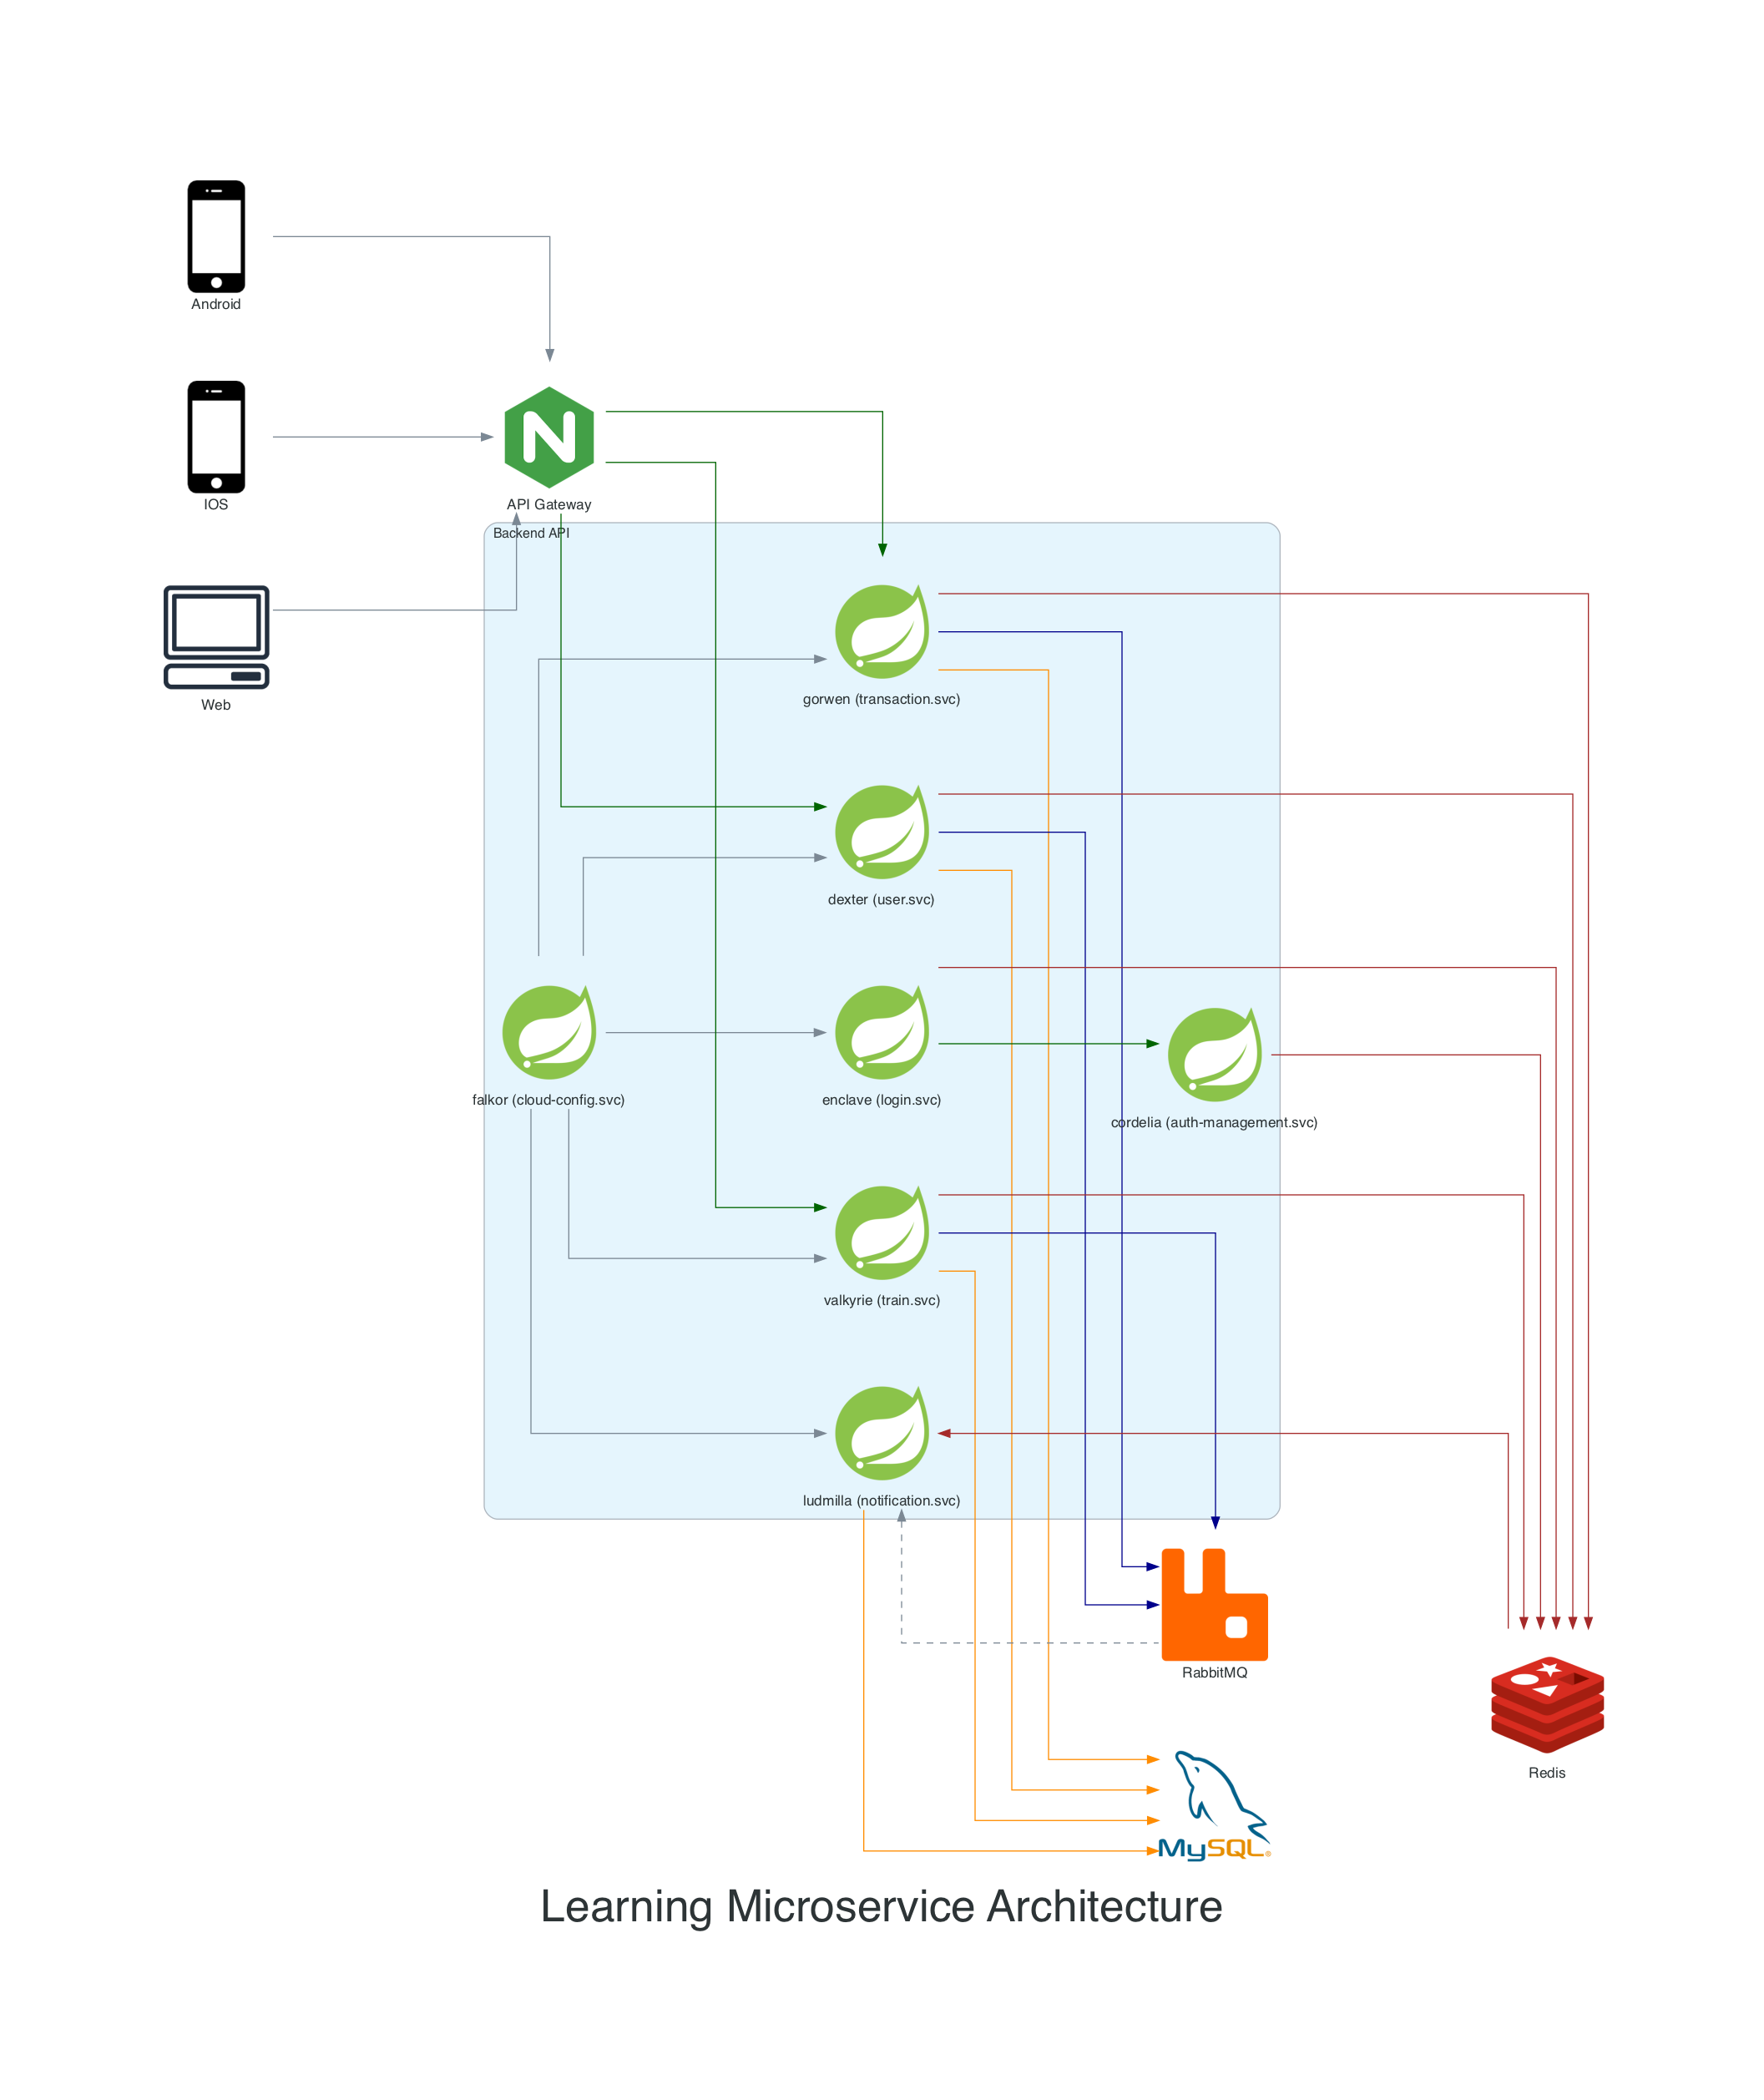 Android
IOS
API Gateway
Backend API
Web
gorwen (transaction.svc)
dexter (user.svc)
falkor (cloud-config.svc)
enclave (login.svc)
cordelia (auth-management.svc)
valkyrie (train.svc)
ludmilla (notification.svc)
RabbitMQ
Redis
MySQL®
Learning Microservice Architecture